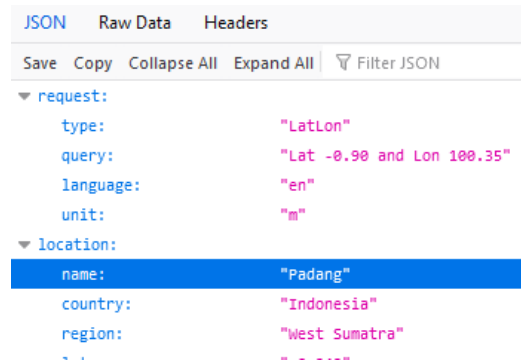 JSON Raw Data Headers
Save Copy Collapse All Expand All Filter JSON
request:
type: "LatLon"
query: "Lat -0.90 and Lon 100.35"
language: "en"
unit: "m"
location:
name: "Padang"
country: "Indonesia"
region: "West Sumatra"